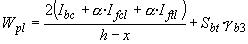 W_pl = 2(I_bc + α·I_fcl + α·I_ftl) / (h − x) + S_bt·γ_b3